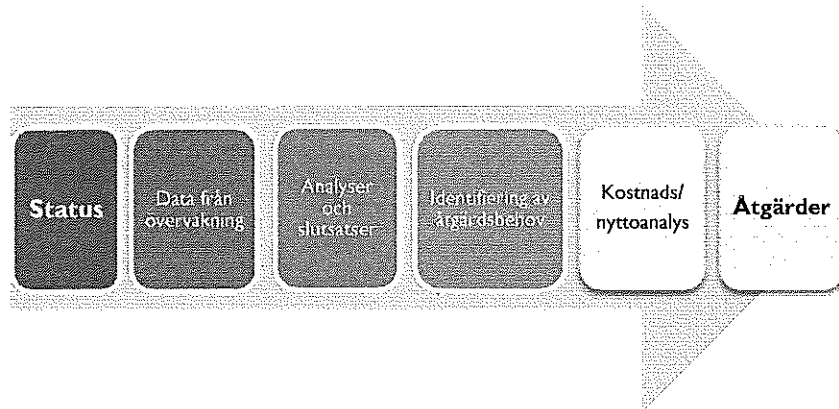 Status
Data från
övervakning
Analyser
och
slutsatser
Identifiering av
åtgärdsbehov
Kostnads/
nyttoanalys
Åtgärder